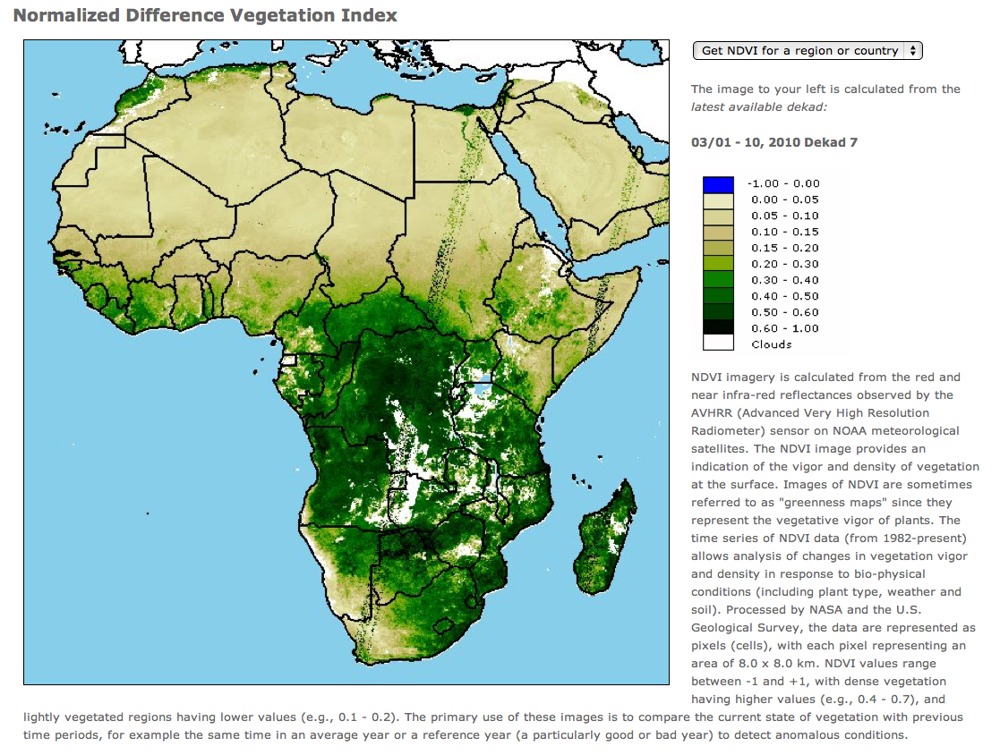 Normalized Difference Vegetation Index
Get NDVI for a region or country
The image to your left is calculated from the
latest available dekad:
03/01 - 10, 2010 Dekad 7
-1.00 - 0.00
0.00 - 0.05
0.05 - 0.10
0.10 - 0.15
0.15 - 0.20
0.20 - 0.30
0.30 - 0.40
0.40 - 0.50
0.50 - 0.60
0.60 - 1.00
Clouds
NDVI imagery is calculated from the red and
near infra-red reflectances observed by the
AVHRR (Advanced Very High Resolution
Radiometer) sensor on NOAA meteorological
satellites. The NDVI image provides an
indication of the vigor and density of vegetation
at the surface. Images of NDVI are sometimes
referred to as "greenness maps" since they
represent the vegetative vigor of plants. The
time series of NDVI data (from 1982-present)
allows analysis of changes in vegetation vigor
and density in response to bio-physical
conditions (including plant type, weather and
soil). Processed by NASA and the U.S.
Geological Survey, the data are represented as
pixels (cells), with each pixel representing an
area of 8.0 x 8.0 km. NDVI values range
between -1 and +1, with dense vegetation
having higher values (e.g., 0.4 - 0.7), and
lightly vegetated regions having lower values (e.g., 0.1 - 0.2). The primary use of these images is to compare the current state of vegetation with previous
time periods, for example the same time in an average year or a reference year (a particularly good or bad year) to detect anomalous conditions.